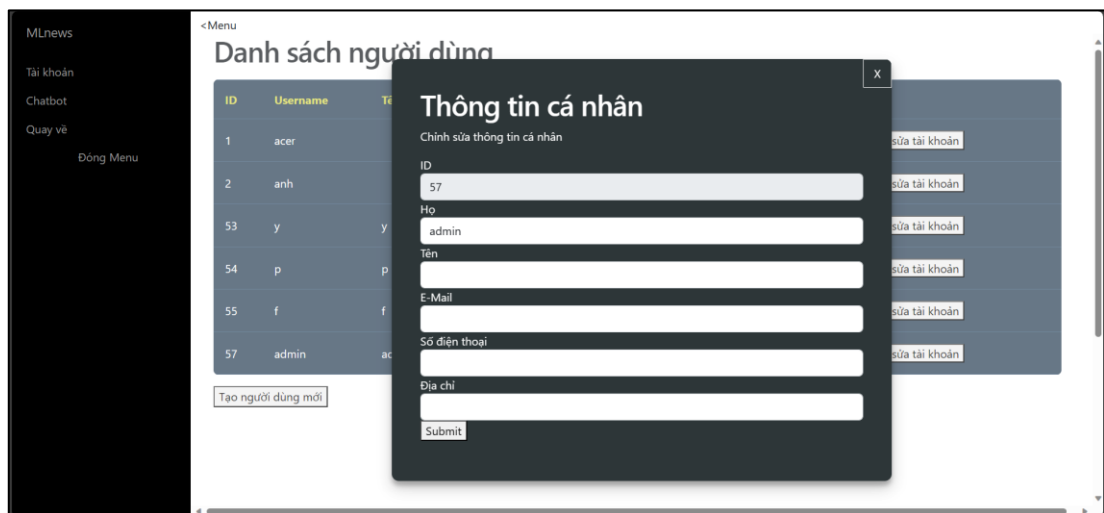 MLnews
Tài khoản
Chatbot
Quay về
Đóng Menu
<Menu
Danh sách người dùng
ID Username
1 acer
2 anh
53 y y
54 p p
55 f f
57 admin
sửa tài khoản
sửa tài khoản
sửa tài khoản
sửa tài khoản
sửa tài khoản
sửa tài khoản
Tạo người dùng mới
X
Thông tin cá nhân
Chỉnh sửa thông tin cá nhân
ID
57
Họ
admin
Tên
E-Mail
Số điện thoại
Địa chỉ
Submit